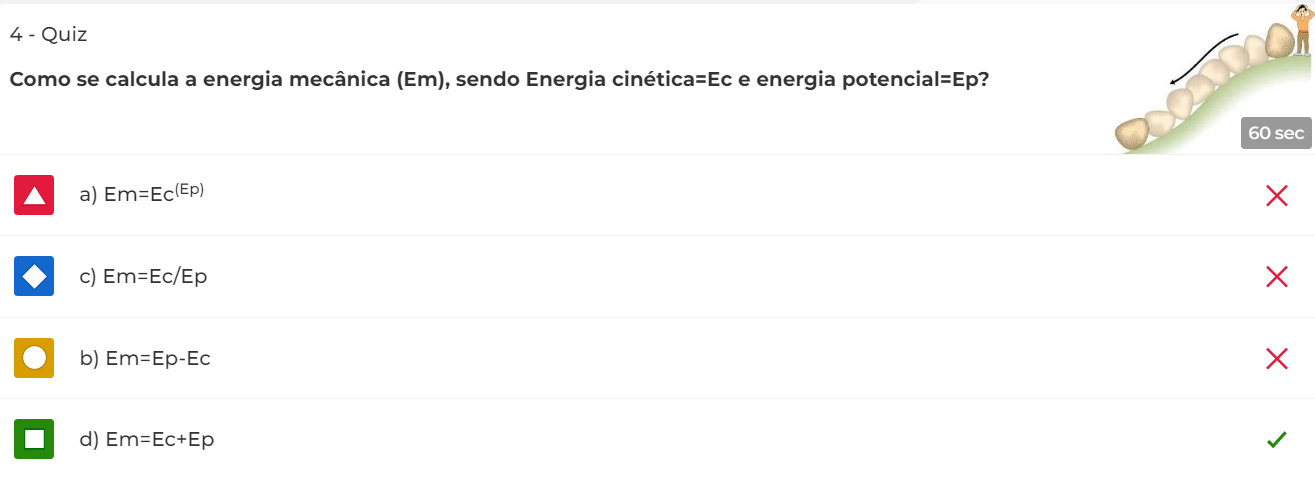 4 - Quiz
Como se calcula a energia mecânica (Em), sendo Energia cinética=Ec e energia potencial=Ep?
60 sec
a) Em=Ec(Ep)
c) Em=Ec/Ep
b) Em=Ep-Ec
d) Em=Ec+Ep